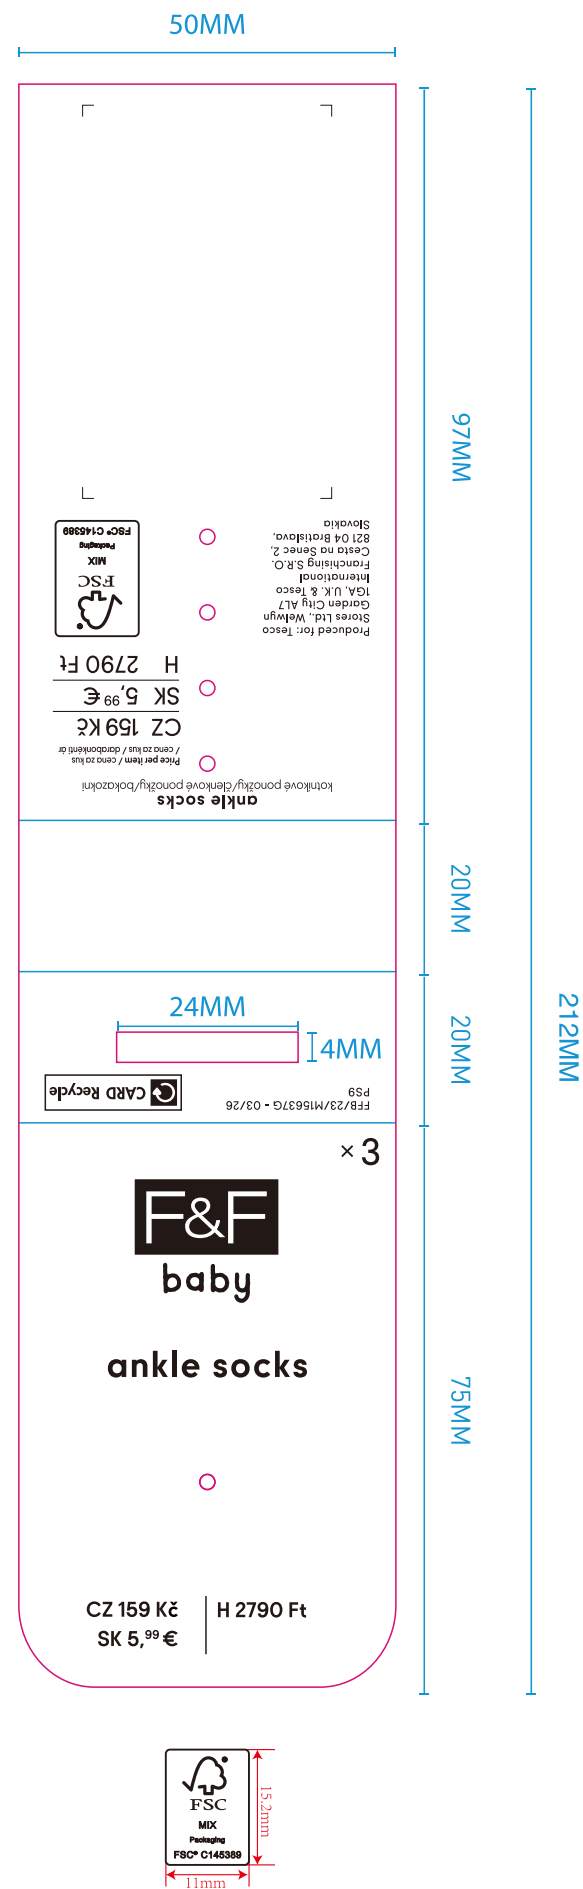 50MM
97MM
20MM
20MM
75MM
212MM
ankle socks
kotníkové ponožky/členkové ponožky/bokazokni
Price per item / cena za kus
/ cena za kus / darabonkénti ár
CZ 159 Kč
SK 5,99 €
H 2790 Ft
FSC
MIX
Packaging
FSC® C145389
Produced for: Tesco
Stores Ltd., Welwyn
Garden City AL7
1GA, U.K. & Tesco
International
Franchising S.R.O.
Cesta na Senec 2,
821 04 Bratislava,
Slovakia
24MM
4MM
FFB/23/M15637G - 03/26
PS9
CARD Recycle
× 3
F&F
baby
ankle socks
CZ 159 Kč
SK 5,99 €
H 2790 Ft
FSC
MIX
Packaging
FSC® C145389
15.2mm
11mm